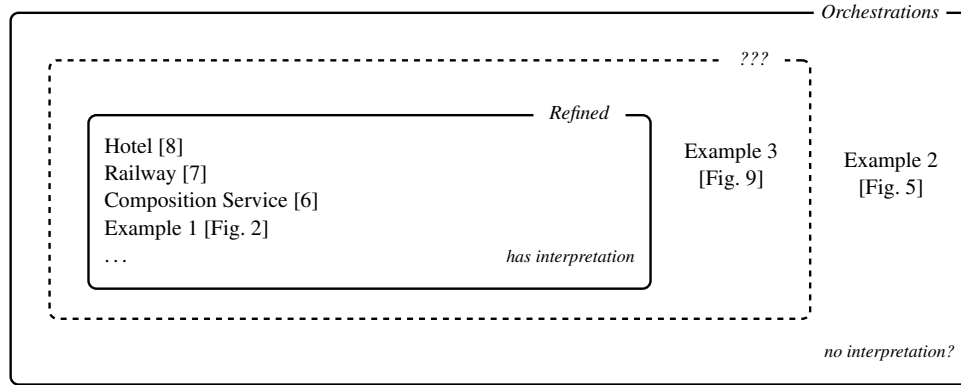 Orchestrations
???
Refined
Hotel [8]
Railway [7]
Composition Service [6]
Example 1 [Fig. 2]
...
has interpretation
Example 3
[Fig. 9]
Example 2
[Fig. 5]
no interpretation?